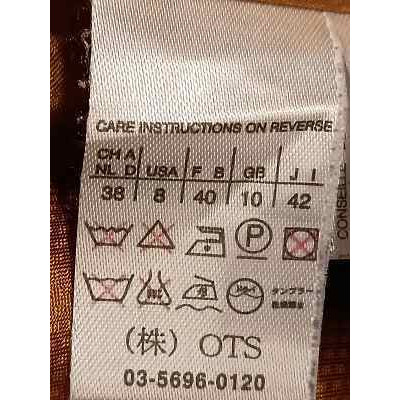 CARE INSTRUCTIONS ON REVERSE
CH A USA F B GB J I
NL D
38 8 40 10 42
P
タンブラー
(株) OTS
03-5696-0120